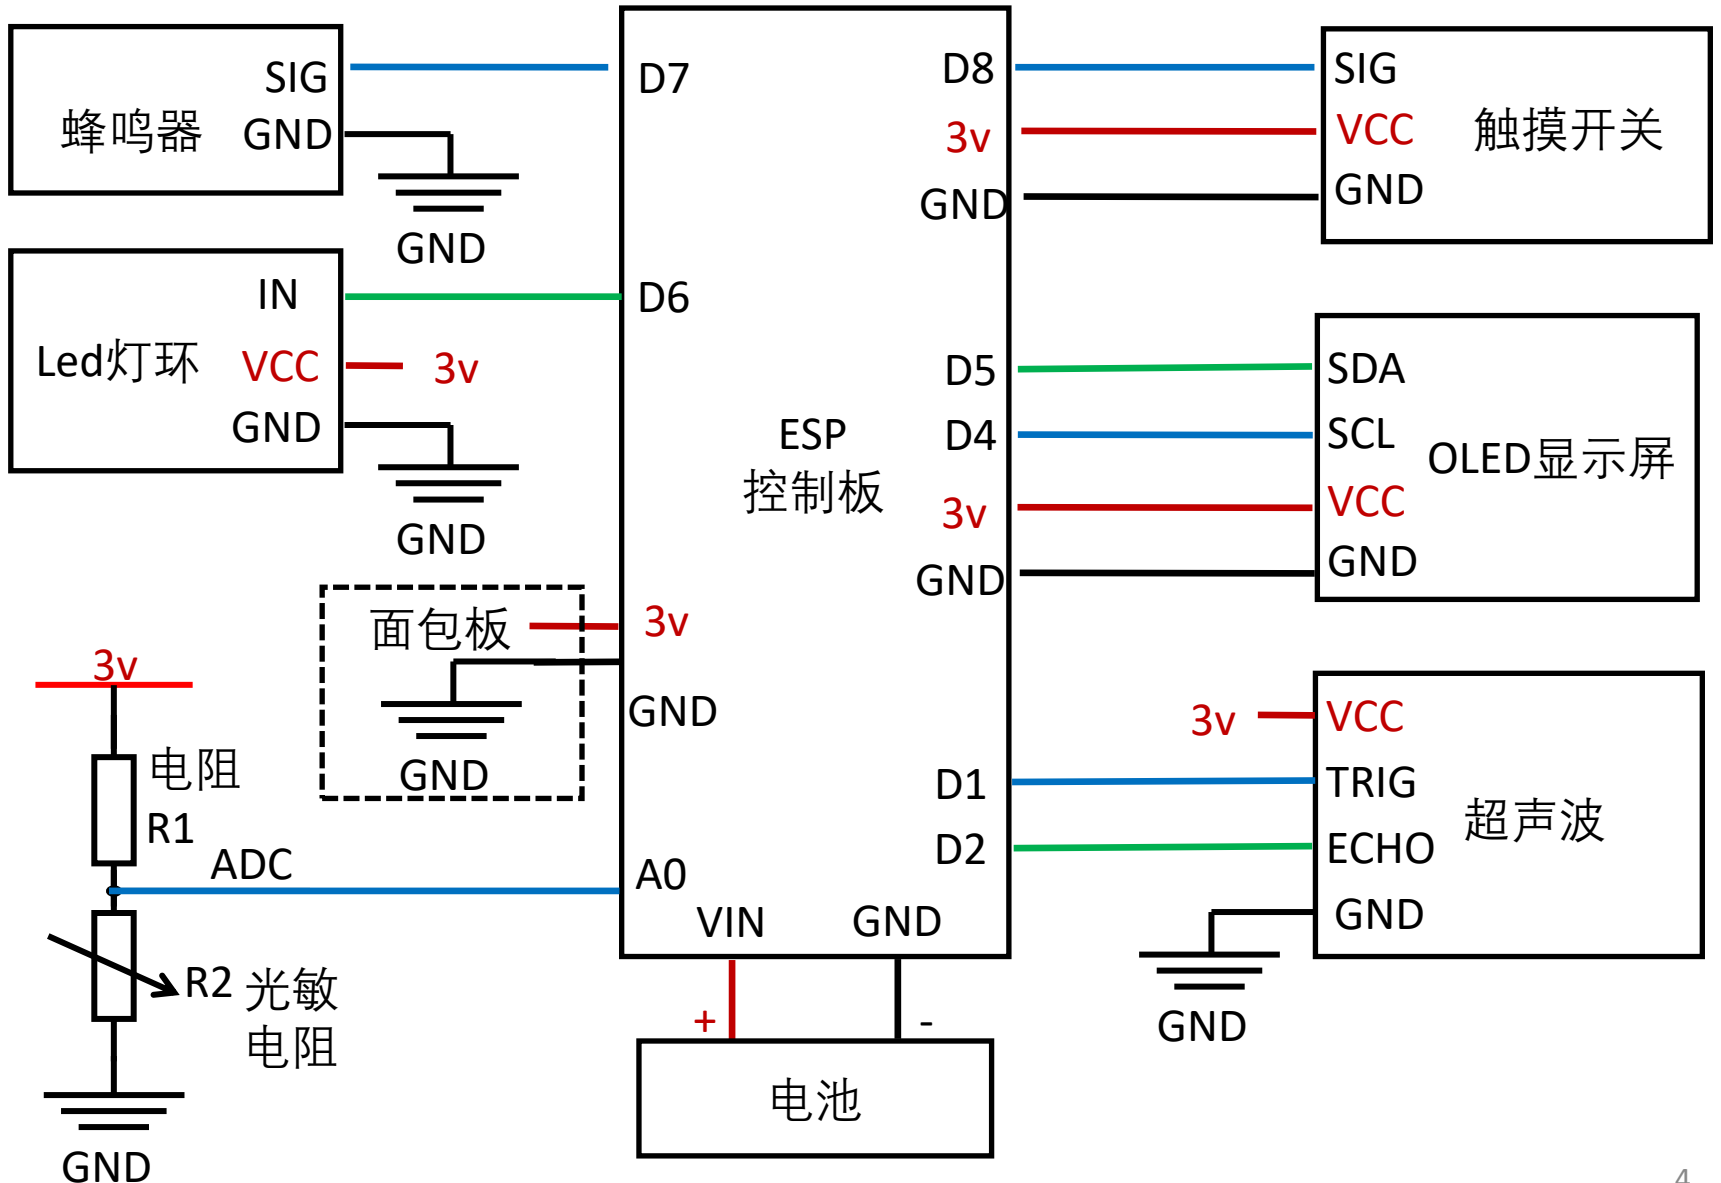 SIG
GND
蜂鸣器
GND
IN
Led灯环
VCC
3v
GND
GND
面包板
GND
3v
电阻
R1
ADC
R2 光敏
电阻
GND
D7
D6
3v
GND
A0
VIN
GND
ESP
控制板
D8
3v
GND
D5
D4
3v
GND
D1
D2
+
-
电池
SIG
VCC
GND
触摸开关
SDA
SCL
VCC
GND
OLED显示屏
3v
VCC
TRIG
ECHO
GND
超声波
GND
4